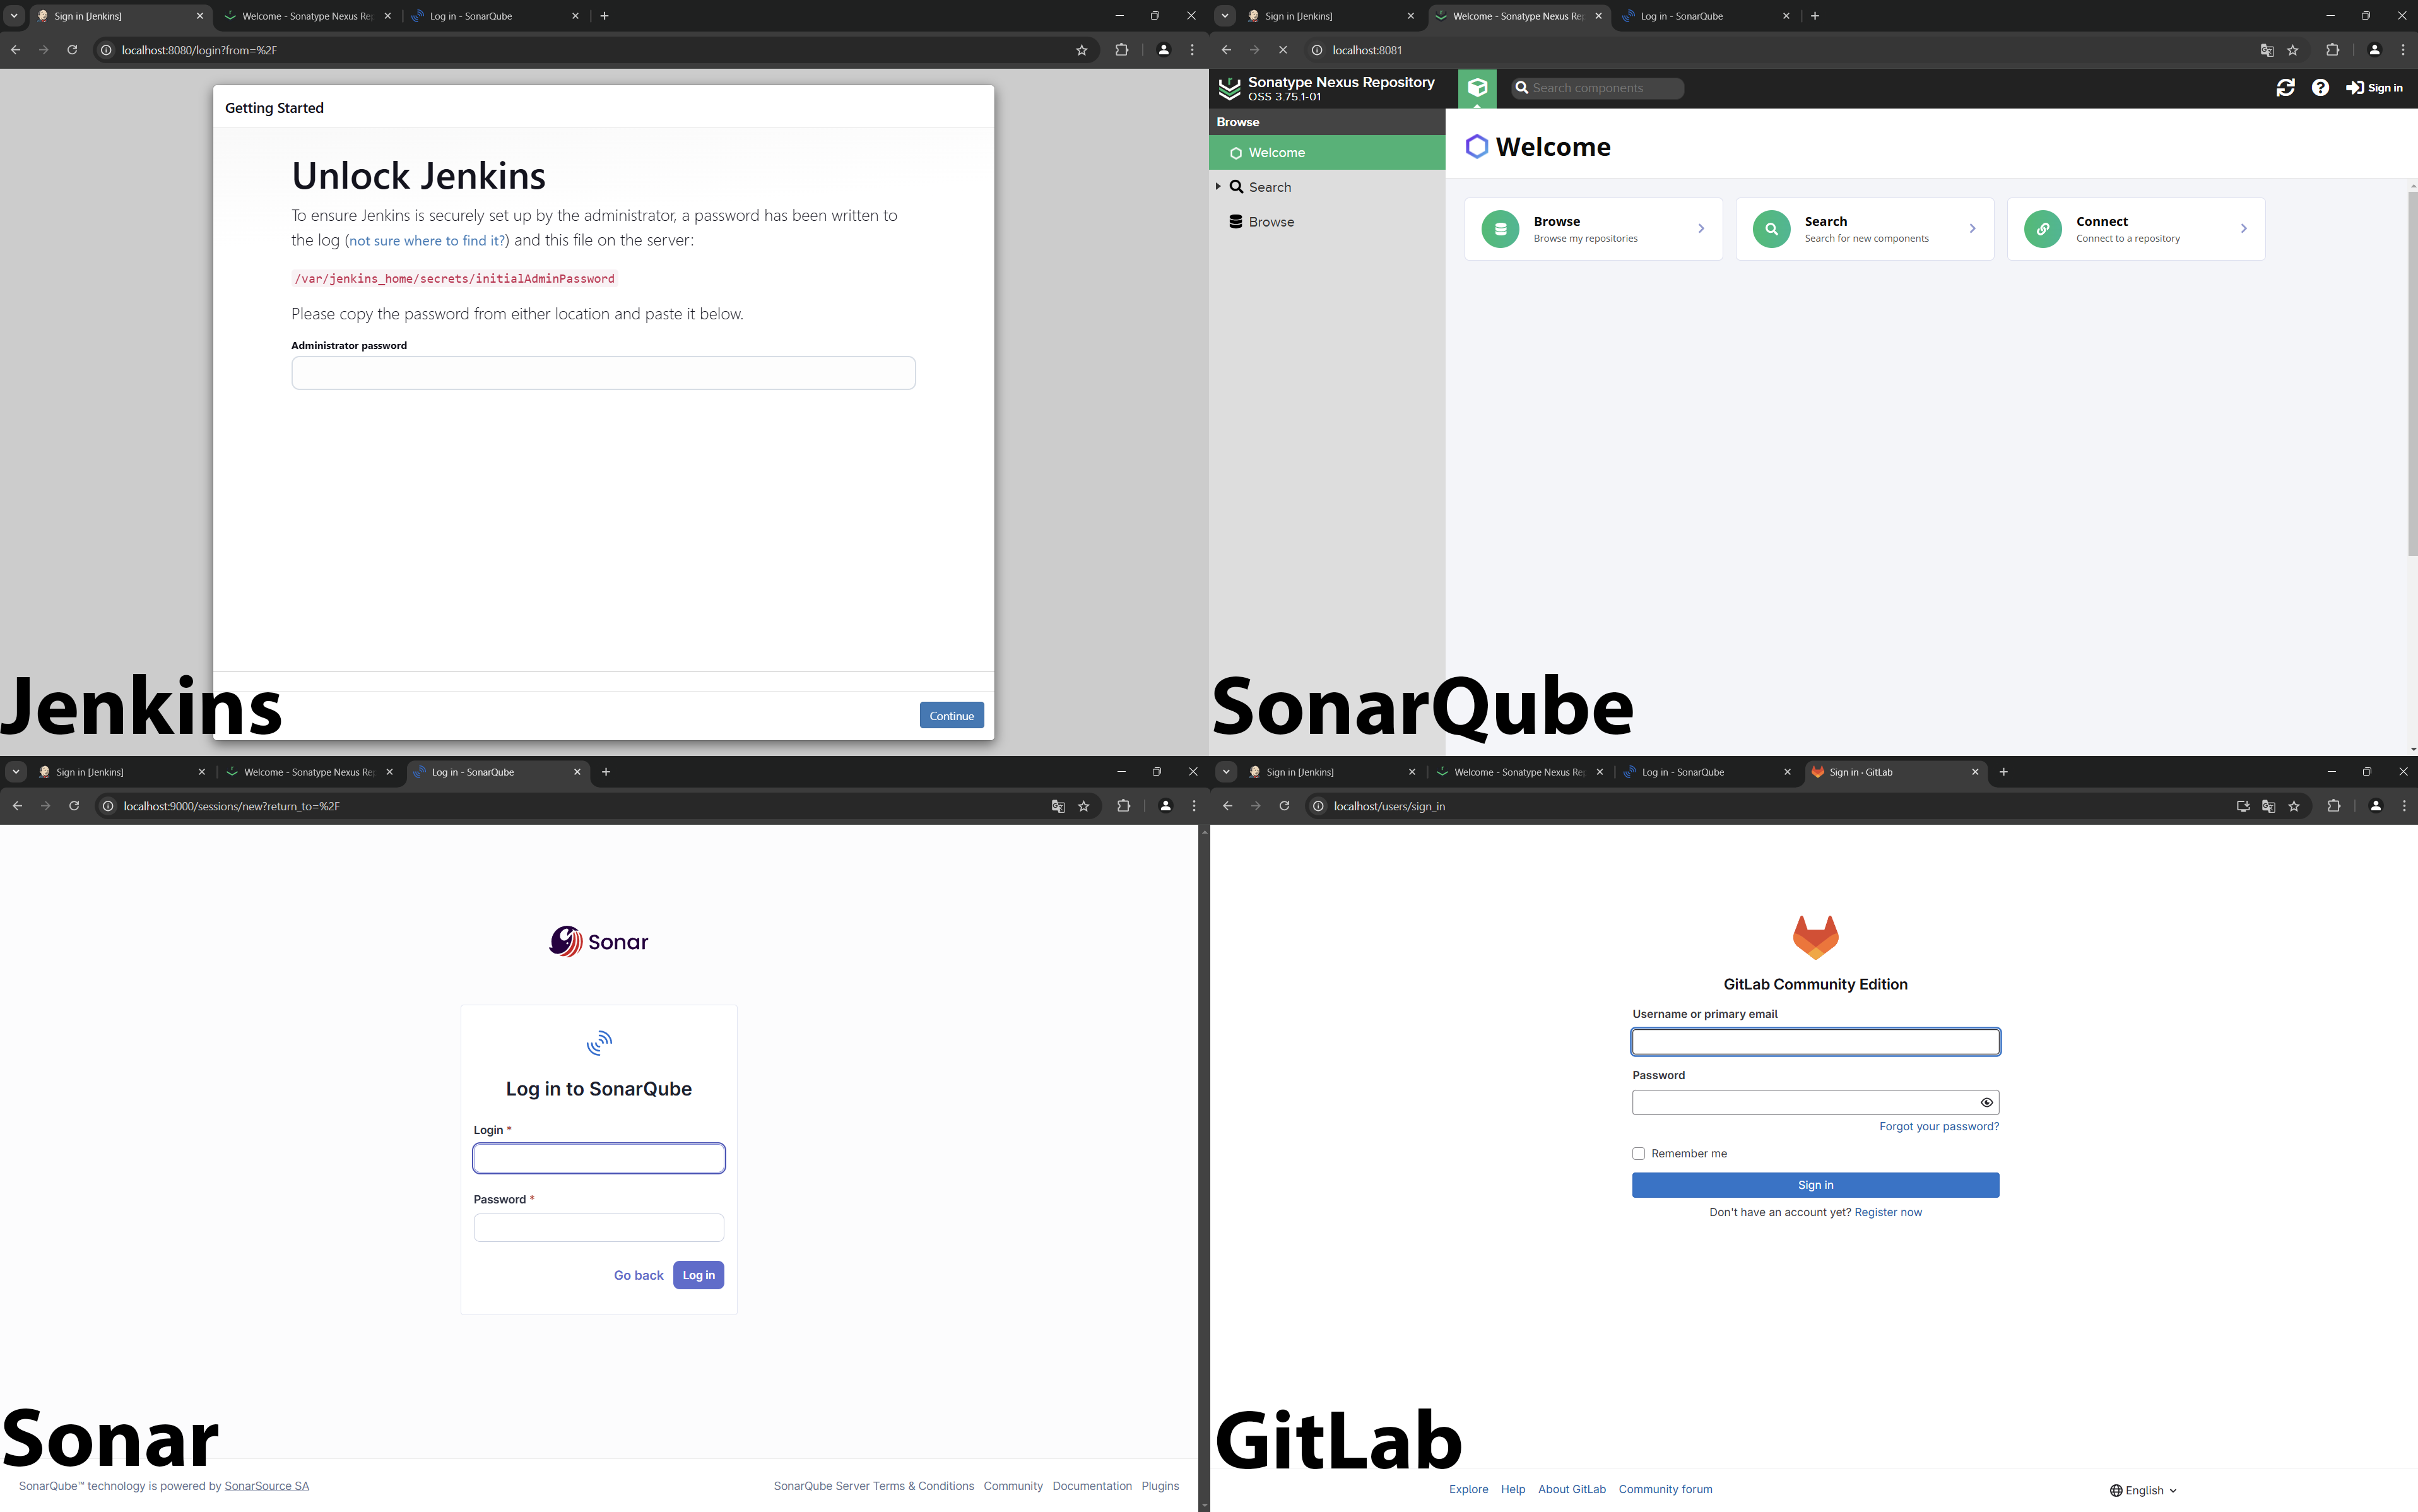 Sign in [Jenkins]
Welcome - Sonatype Nexus Re
Log in - SonarQube
localhost:8080/login?from=%2F
Getting Started
Unlock Jenkins
To ensure Jenkins is securely set up by the administrator, a password has been written to
the log (not sure where to find it?) and this file on the server:
/var/jenkins_home/secrets/initialAdminPassword
Please copy the password from either location and paste it below.
Administrator password
Continue
Jenkins
Sign in [Jenkins]
Welcome - Sonatype Nexus Re
Log in - SonarQube
localhost:8081
Sonatype Nexus Repository
OSS 3.75.1-01
Search components
Sign in
Browse
Welcome
Search
Browse
Welcome
Browse
Browse my repositories
Search
Search for new components
Connect
Connect to a repository
SonarQube
Sign in [Jenkins]
Welcome - Sonatype Nexus Re
Log in - SonarQube
localhost:9000/sessions/new?return_to=%2F
Sonar
Log in to SonarQube
Login *
Password *
Go back
Log in
Sonar
SonarQube™ technology is powered by SonarSource SA
SonarQube Server Terms & Conditions Community Documentation Plugins
Sign in [Jenkins]
Welcome - Sonatype Nexus Re
Log in - SonarQube
Sign in · GitLab
localhost/users/sign_in
GitLab Community Edition
Username or primary email
Password
Forgot your password?
Remember me
Sign in
Don't have an account yet? Register now
GitLab
Explore Help About GitLab Community forum
English